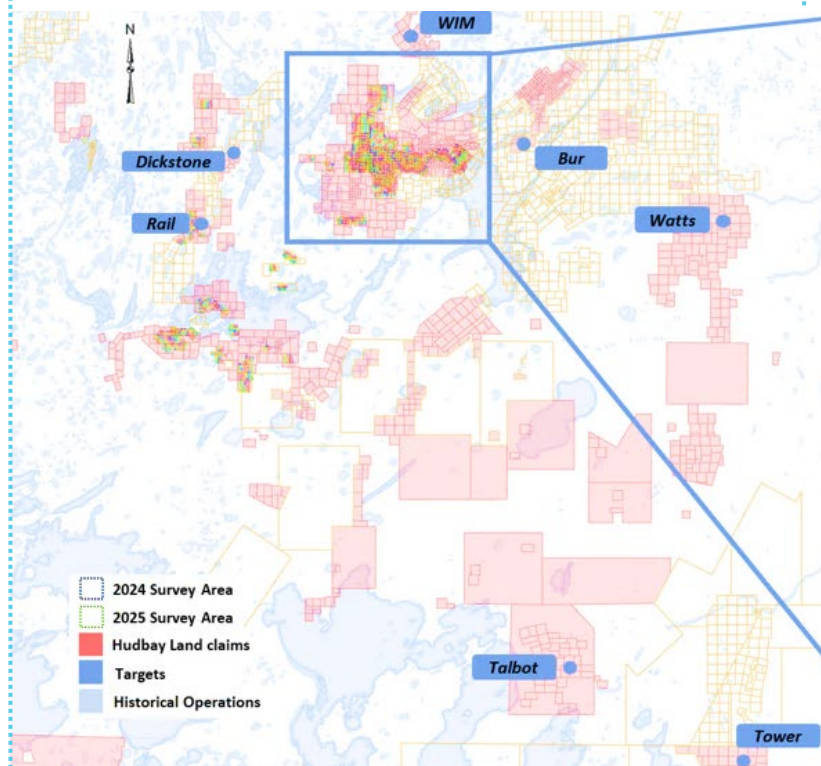 WIM
N
Dickstone
Bur
Rail
Watts
2024 Survey Area
2025 Survey Area
Hudbay Land claims
Targets
Historical Operations
Talbot
Tower